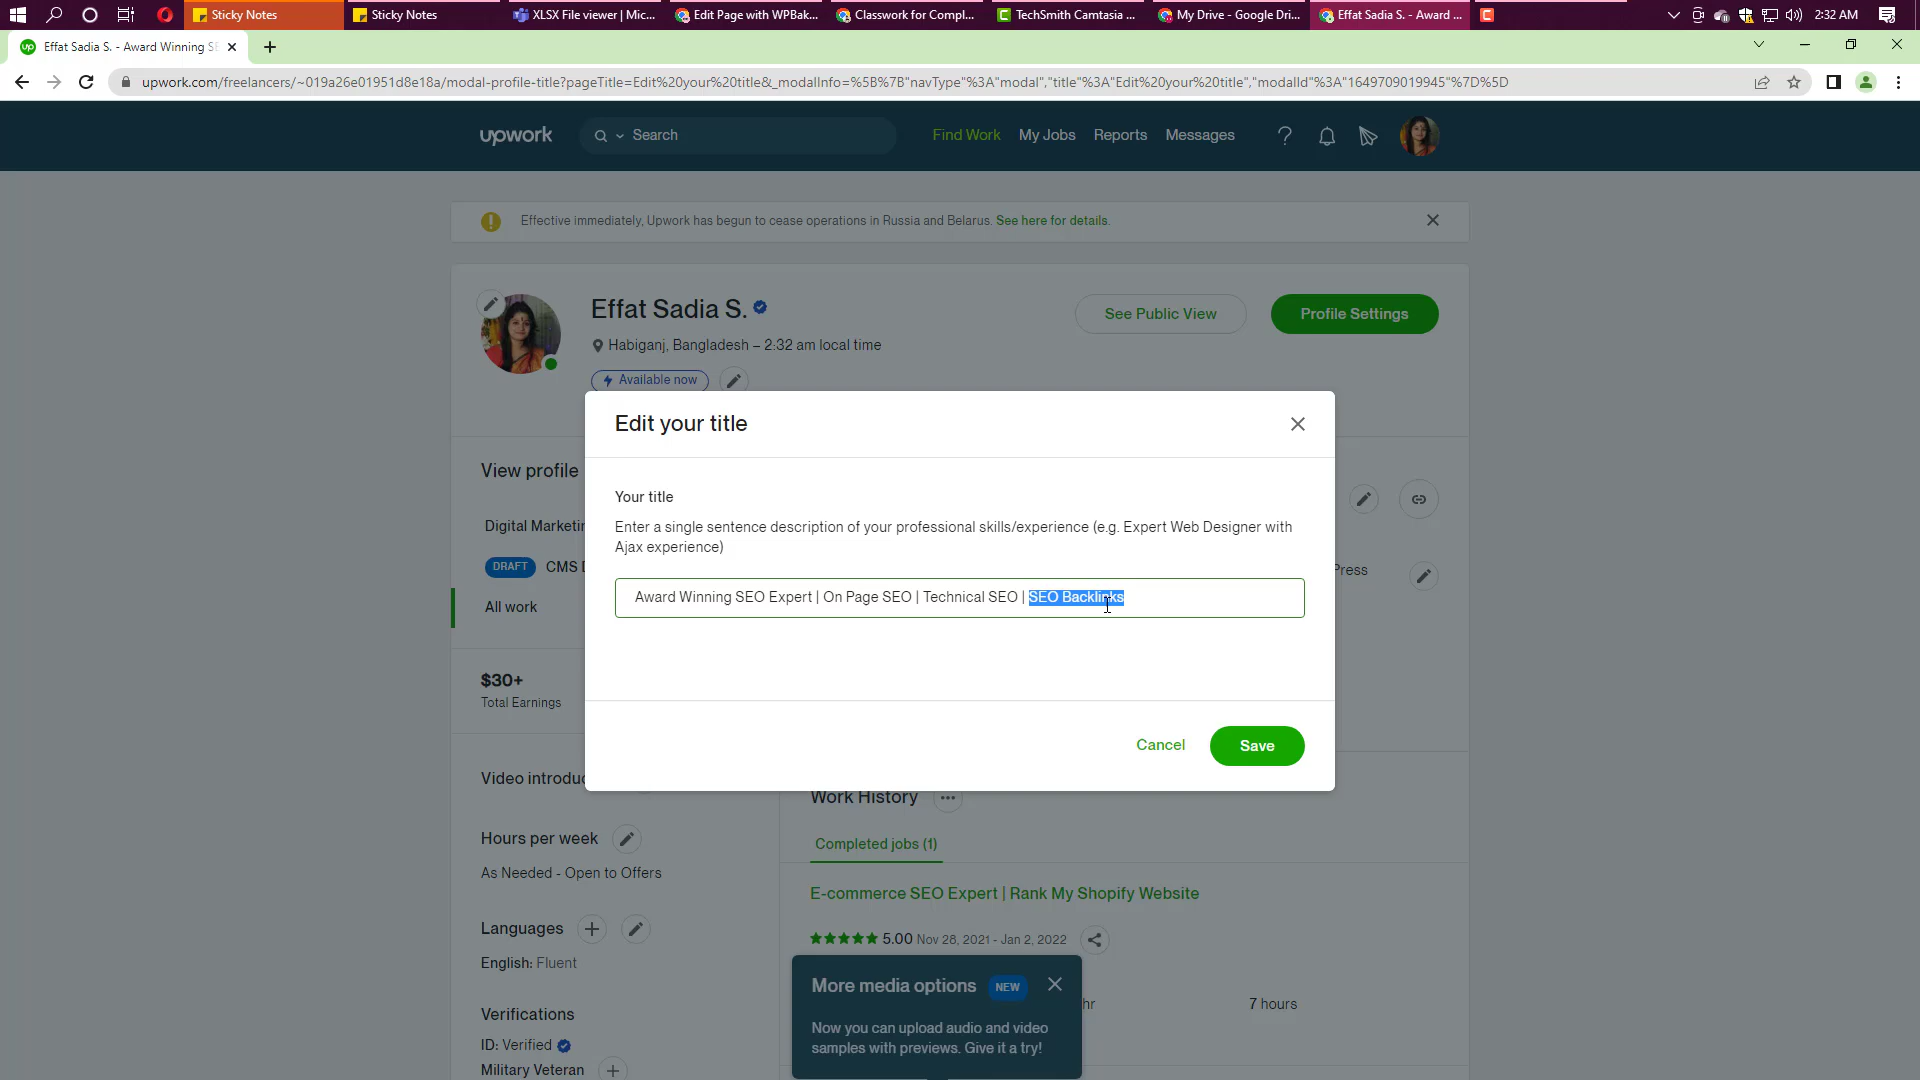 Sticky Notes
Sticky Notes
XLSX File viewer | Mic...
Edit Page with WPBak...
Classwork for Compl...
TechSmith Camtasia ...
My Drive - Google Dri...
Effat Sadia S. - Award ...
2:32 AM
Effat Sadia S. - Award Winning SE
upwork.com/freelancers/~019a26e01951d8e18a/modal-profile-title?pageTitle=Edit%20your%20title&_modalInfo=%5B%7B"navType"%3A"modal","title"%3A"Edit%20your%20title","modalId"%3A"1649709019945"%7D%5D
upwork
Search
Find Work
My Jobs
Reports
Messages
Effective immediately, Upwork has begun to cease operations in Russia and Belarus. See here for details.
Effat Sadia S.
See Public View
Profile Settings
Habiganj, Bangladesh – 2:32 am local time
Available now
Edit your title
View profile
Your title
Digital Marketin
Enter a single sentence description of your professional skills/experience (e.g. Expert Web Designer with
Ajax experience)
DRAFT CMS D
Press
Award Winning SEO Expert | On Page SEO | Technical SEO | SEO Backlinks
All work
$30+
Total Earnings
Cancel
Save
Video introduc
Work History
Hours per week
Completed jobs (1)
As Needed - Open to Offers
E-commerce SEO Expert | Rank My Shopify Website
Languages
5.00 Nov 28, 2021 - Jan 2, 2022
English: Fluent
More media options NEW
hr
7 hours
Verifications
Now you can upload audio and video
samples with previews. Give it a try!
ID: Verified
Military Veteran